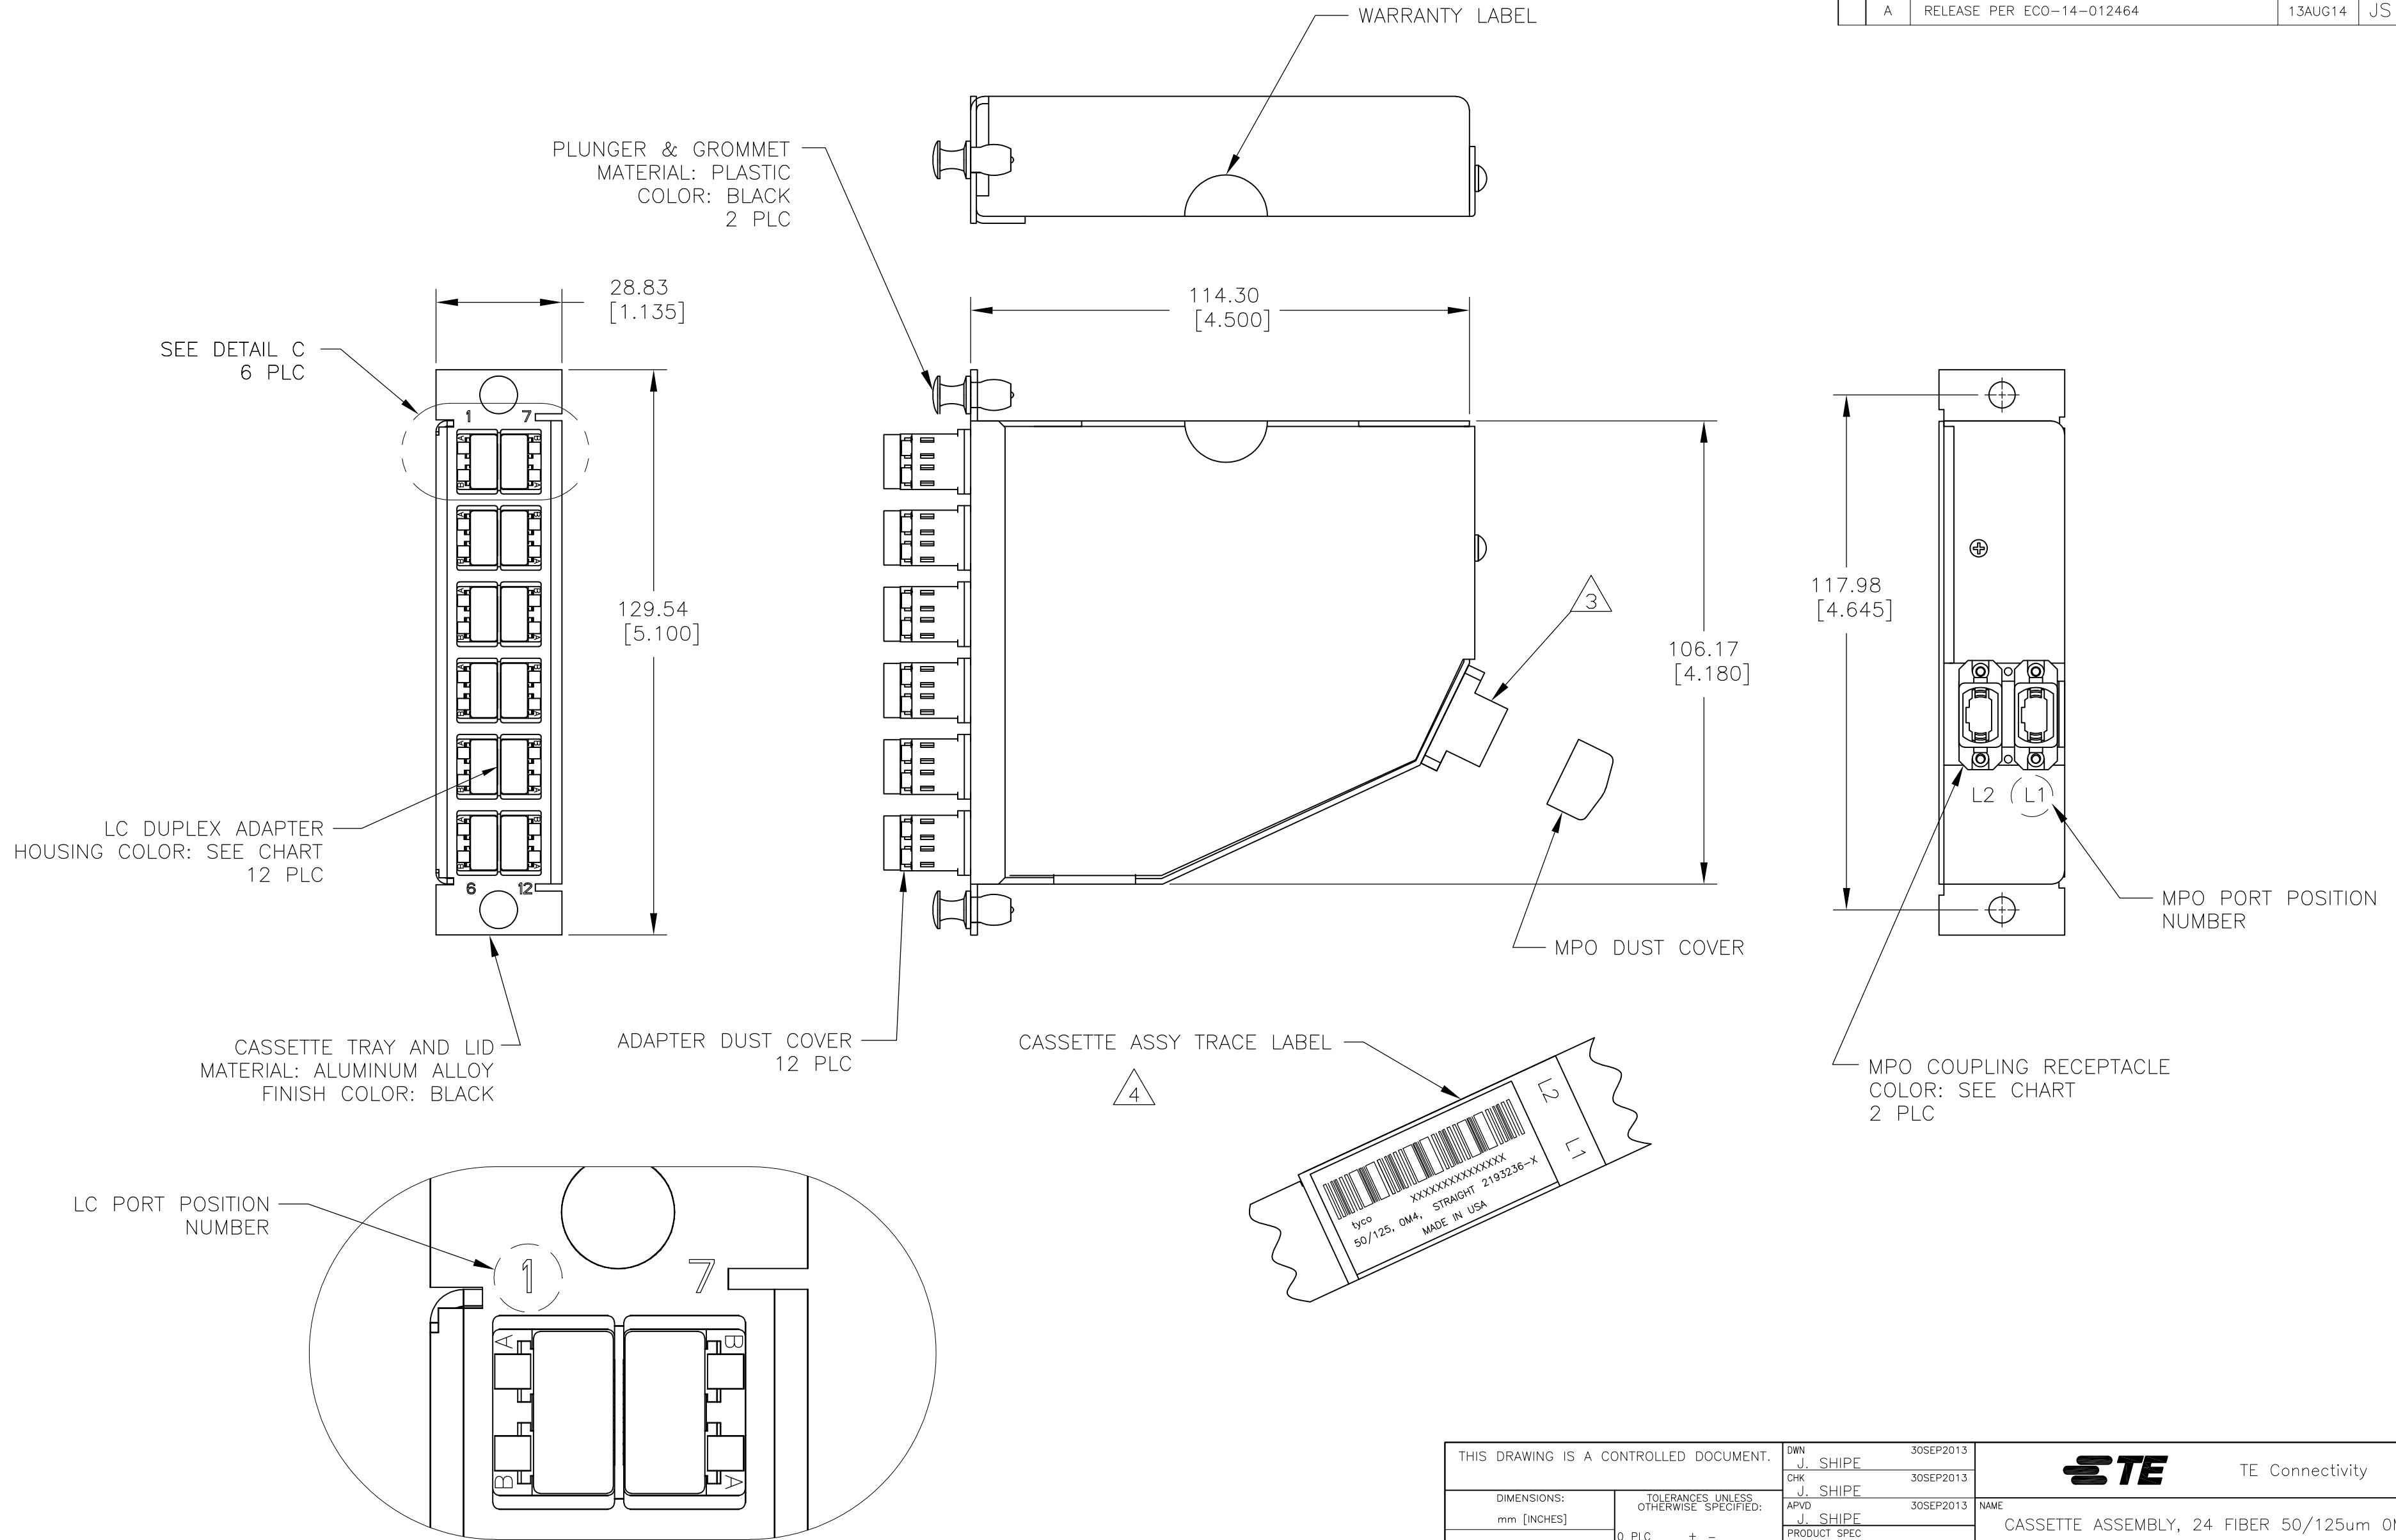 A RELEASE PER ECO-14-012464 13AUG14 JS
WARRANTY LABEL
PLUNGER & GROMMET
MATERIAL: PLASTIC
COLOR: BLACK
2 PLC
28.83
[1.135]
114.30
[4.500]
SEE DETAIL C
6 PLC
1 7
A B
B A
129.54
[5.100]
3
117.98
[4.645]
106.17
[4.180]
LC DUPLEX ADAPTER
HOUSING COLOR: SEE CHART
12 PLC
6 12
L2 L1
MPO PORT POSITION
NUMBER
MPO DUST COVER
CASSETTE TRAY AND LID
MATERIAL: ALUMINUM ALLOY
FINISH COLOR: BLACK
ADAPTER DUST COVER
12 PLC
CASSETTE ASSY TRACE LABEL
4
MPO COUPLING RECEPTACLE
COLOR: SEE CHART
2 PLC
L2
L1
XXXXXXXXXXXXXXXX
tyco
50/125, OM4, STRAIGHT 2193236-X
MADE IN USA
LC PORT POSITION
NUMBER
1 7
A B
B A
THIS DRAWING IS A CONTROLLED DOCUMENT.
DIMENSIONS:
mm [INCHES]
TOLERANCES UNLESS
OTHERWISE SPECIFIED:
0 PLC + -
DWN 30SEP2013
J. SHIPE
CHK 30SEP2013
J. SHIPE
APVD 30SEP2013
J. SHIPE
PRODUCT SPEC
TE
TE Connectivity
NAME
CASSETTE ASSEMBLY, 24 FIBER 50/125um